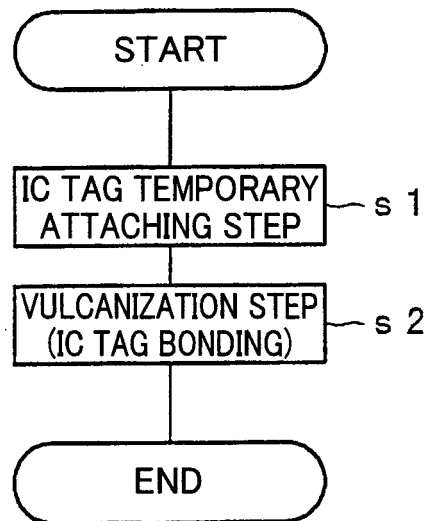 START
IC TAG TEMPORARY
ATTACHING STEP
s 1
VULCANIZATION STEP
(IC TAG BONDING)
s 2
END